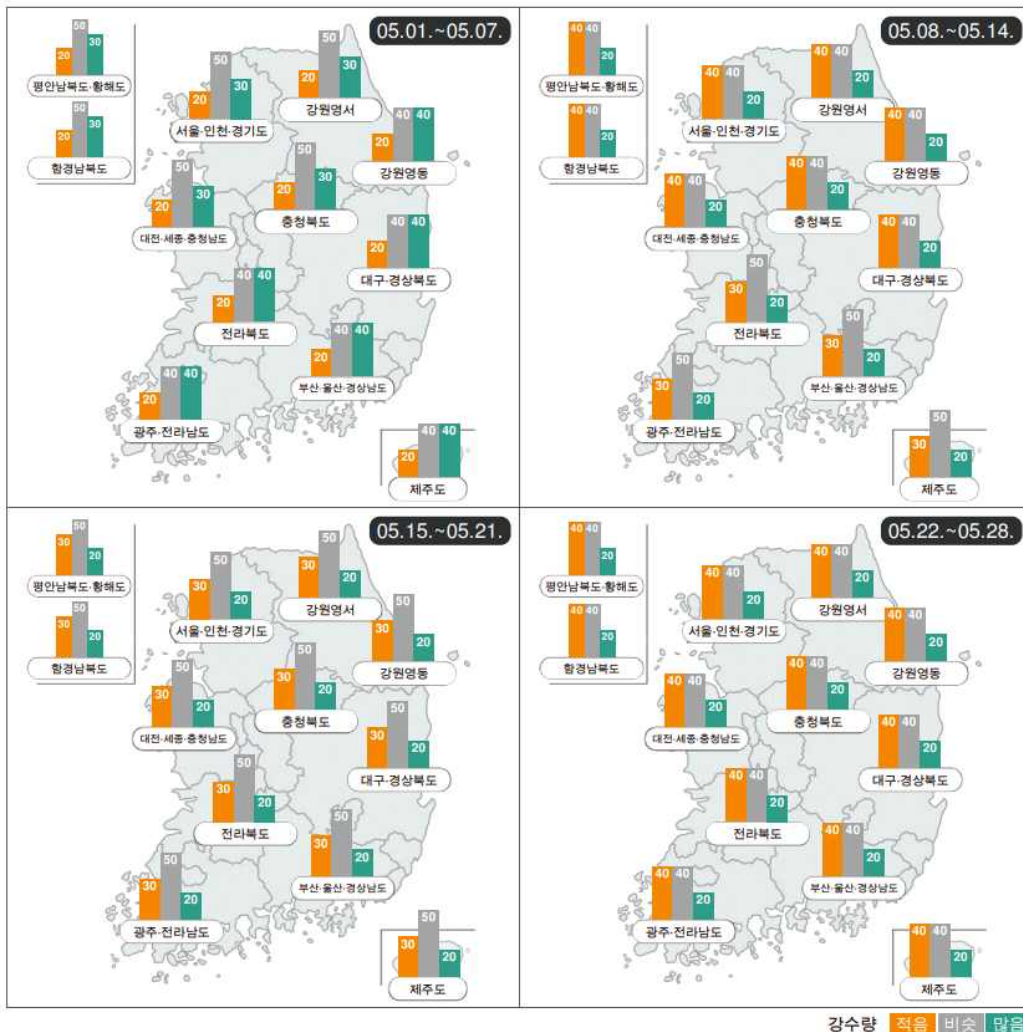 05.01.~05.07.
50
20 30
평안남북도·황해도
50
20 30
함경남북도
50
20 30
서울·인천·경기도
50
20 30
강원영서
20 40 40
강원영동
50
20 30
대전·세종·충청남도
50
20 30
충청북도
20 40 40
대구·경상북도
20 40 40
전라북도
20 40 40
부산·울산·경상남도
20 40 40
광주·전라남도
20 40 40
제주도
05.08.~05.14.
40 40 20
평안남북도·황해도
40 40 20
함경남북도
40 40 20
서울·인천·경기도
40 40 20
강원영서
40 40 20
강원영동
40 40 20
대전·세종·충청남도
40 40 20
충청북도
40 40 20
대구·경상북도
30 50 20
전라북도
30 50 20
부산·울산·경상남도
30 50 20
광주·전라남도
30 50 20
제주도
05.15.~05.21.
30 50 20
평안남북도·황해도
30 50 20
함경남북도
30 50 20
서울·인천·경기도
30 50 20
강원영서
30 50 20
강원영동
30 50 20
대전·세종·충청남도
30 50 20
충청북도
30 50 20
대구·경상북도
30 50 20
전라북도
30 50 20
부산·울산·경상남도
30 50 20
광주·전라남도
30 50 20
제주도
05.22.~05.28.
40 40 20
평안남북도·황해도
40 40 20
함경남북도
40 40 20
서울·인천·경기도
40 40 20
강원영서
40 40 20
강원영동
40 40 20
대전·세종·충청남도
40 40 20
충청북도
40 40 20
대구·경상북도
40 40 20
전라북도
40 40 20
부산·울산·경상남도
40 40 20
광주·전라남도
40 40 20
제주도
강수량 적음 비슷 많음